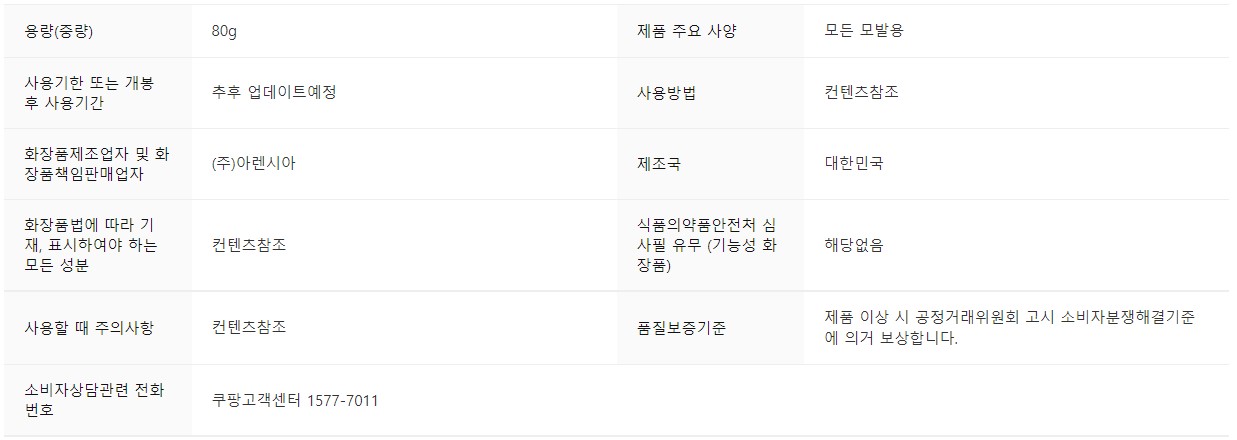 용량(중량)
80g
제품 주요 사양
모든 모발용
사용기한 또는 개봉
후 사용기간
추후 업데이트예정
사용방법
컨텐츠참조
화장품제조업자 및 화
장품책임판매업자
(주)아렌시아
제조국
대한민국
화장품법에 따라 기
재, 표시하여야 하는
모든 성분
컨텐츠참조
식품의약품안전처 심
사필 유무 (기능성 화
장품)
해당없음
사용할 때 주의사항
컨텐츠참조
품질보증기준
제품 이상 시 공정거래위원회 고시 소비자분쟁해결기준
에 의거 보상합니다.
소비자상담관련 전화
번호
쿠팡고객센터 1577-7011